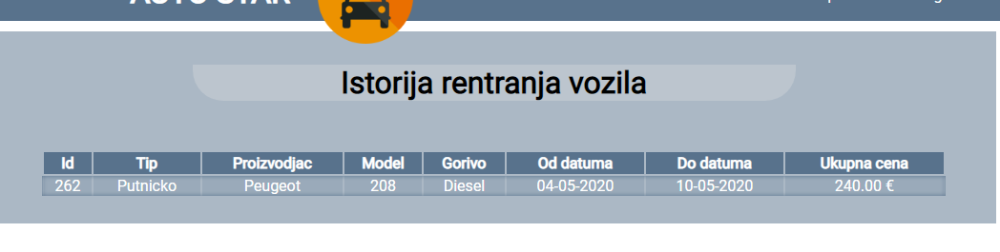 Istorija rentranja vozila
Id Tip Proizvodjac Model Gorivo Od datuma Do datuma Ukupna cena
262 Putnicko Peugeot 208 Diesel 04-05-2020 10-05-2020 240.00 €